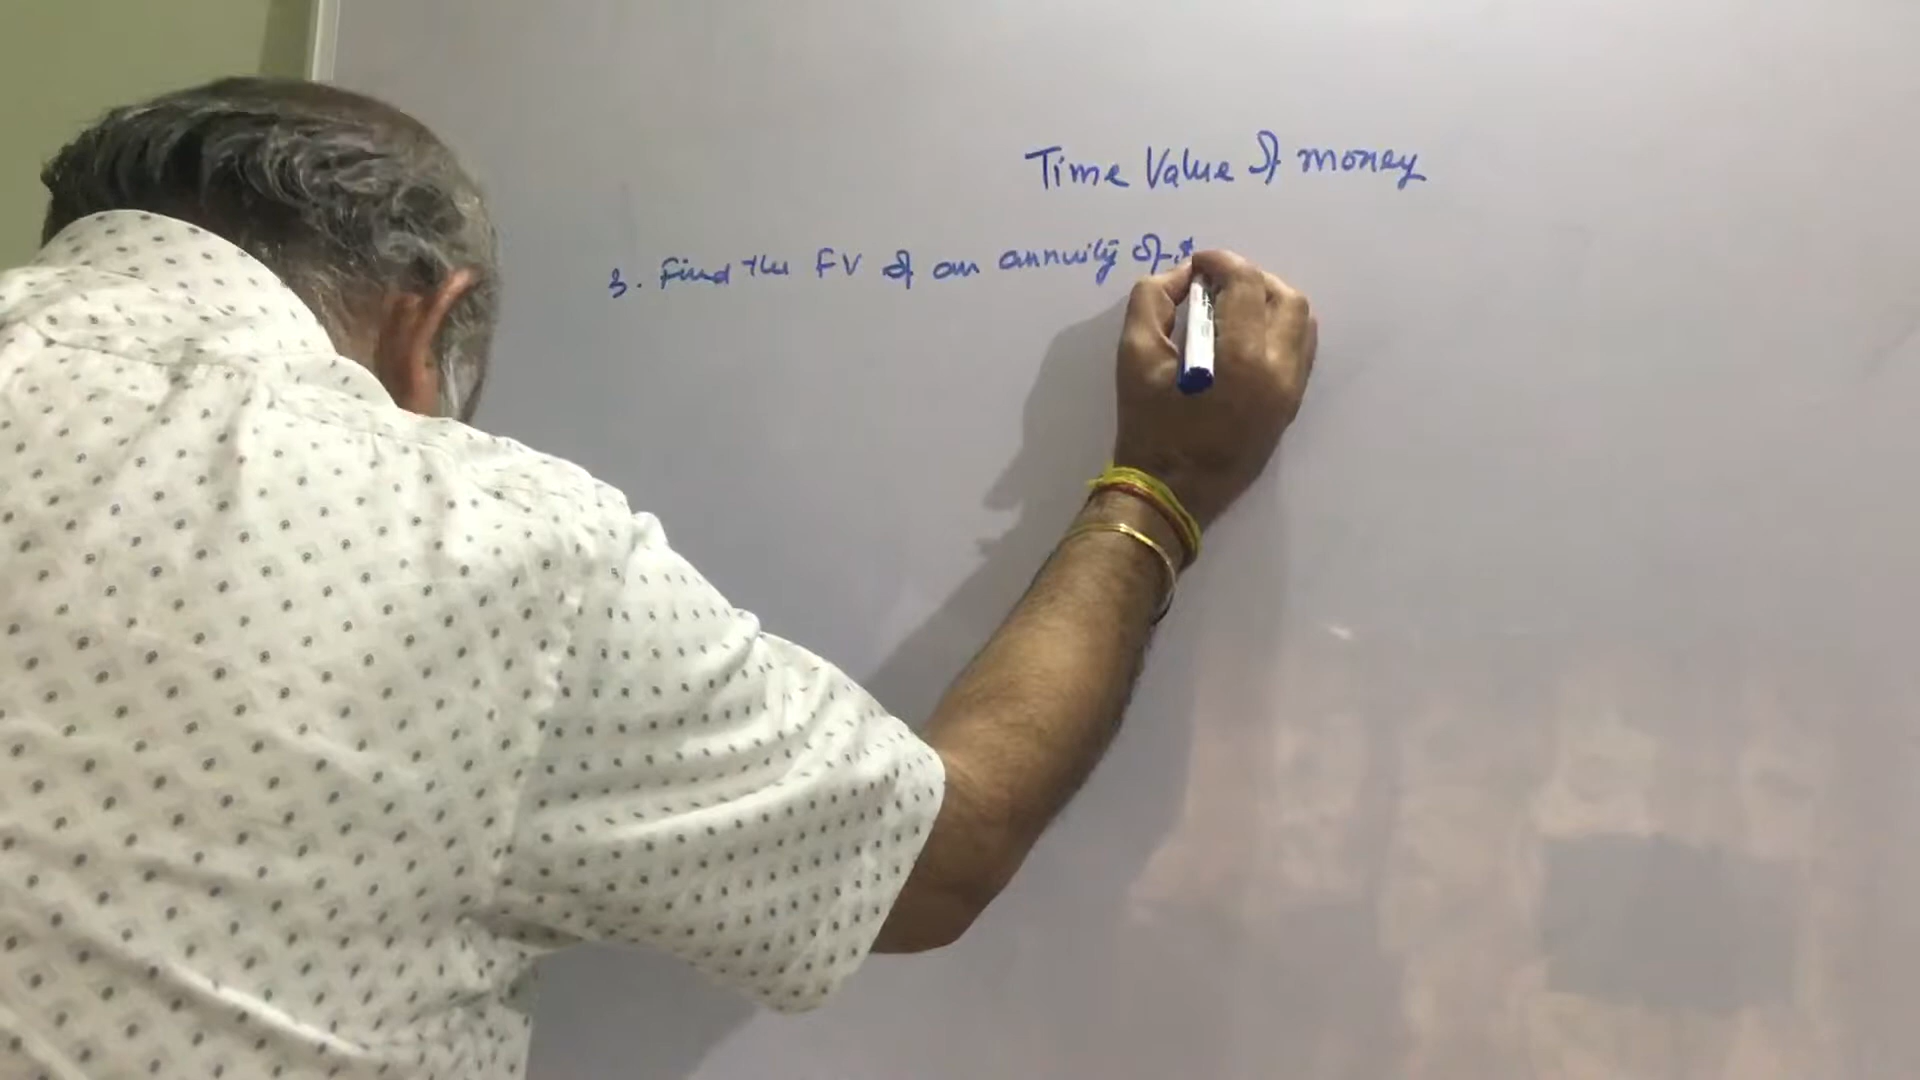 Time Value of money
3. Find the FV of an annuity of $